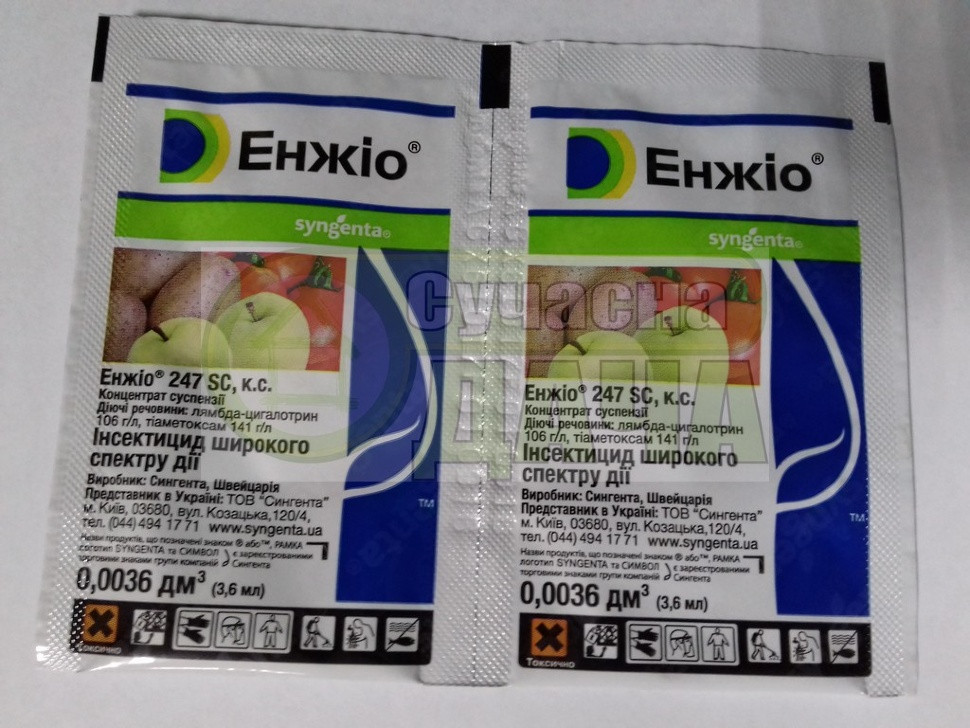 Енжіо®
syngenta®
Енжіо® 247 SC, к.с.
Концентрат суспензії
Діючі речовини: лямбда-цигалотрин
106 г/л, тіаметоксам 141 г/л
Інсектицид широкого
спектру дії
Виробник: Сингента, Швейцарія
Представник в Україні: ТОВ "Сингента"
м. Київ, 03680, вул. Козацька,120/4,
тел. (044) 494 17 71 www.syngenta.ua
TM
Назви продуктів, що позначені знаком ® або™, РАМКА
логотип SYNGENTA та СИМВОЛ є зареєстрованими
торговими знаками групи компаній Сингента
0,0036 дм³ (3,6 мл)
токсично
Енжіо®
syngenta®
Енжіо® 247 SC, к.с.
Концентрат суспензії
Діючі речовини: лямбда-цигалотрин
106 г/л, тіаметоксам 141 г/л
Інсектицид широкого
спектру дії
Виробник: Сингента, Швейцарія
Представник в Україні: ТОВ "Сингента"
м. Київ, 03680, вул. Козацька,120/4,
тел. (044) 494 17 71 www.syngenta.ua
TM
Назви продуктів, що позначені знаком ® або™, РАМКА
логотип SYNGENTA та СИМВОЛ є зареєстрованими
торговими знаками групи компаній Сингента
0,0036 дм³ (3,6 мл)
Токсично
Сучасна